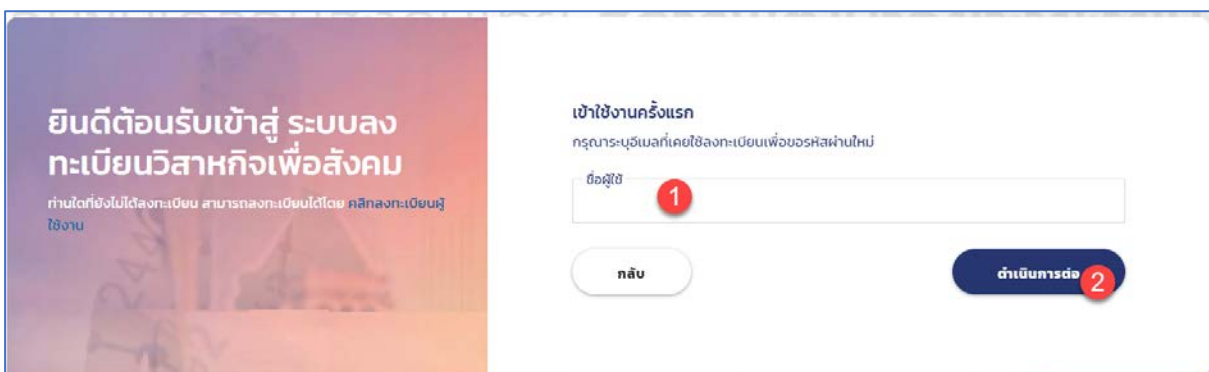 ยินดีต้อนรับเข้าสู่ ระบบลง
ทะเบียนวิสาหกิจเพื่อสังคม
ท่านใดที่ยังไม่ได้ลงทะเบียน สามารถลงทะเบียนได้โดย คลิกลงทะเบียนผู้
ใช้งาน
เข้าใช้งานครั้งแรก
กรุณาระบุอีเมลที่เคยใช้ลงทะเบียนเพื่อขอรหัสผ่านใหม่
ชื่อผู้ใช้
1
กลับ
ดำเนินการต่อ
2